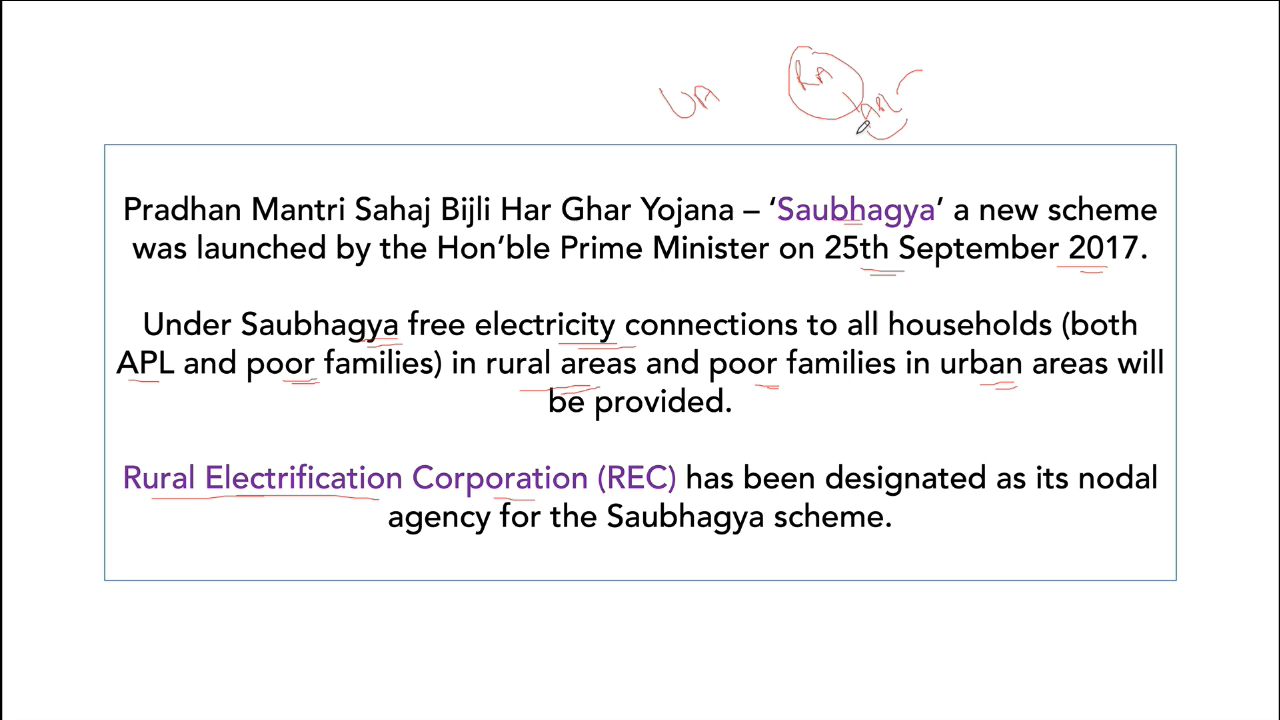 UA RA
APL
Pradhan Mantri Sahaj Bijli Har Ghar Yojana – ‘Saubhagya’ a new scheme
was launched by the Hon’ble Prime Minister on 25th September 2017.
Under Saubhagya free electricity connections to all households (both
APL and poor families) in rural areas and poor families in urban areas will
be provided.
Rural Electrification Corporation (REC) has been designated as its nodal
agency for the Saubhagya scheme.